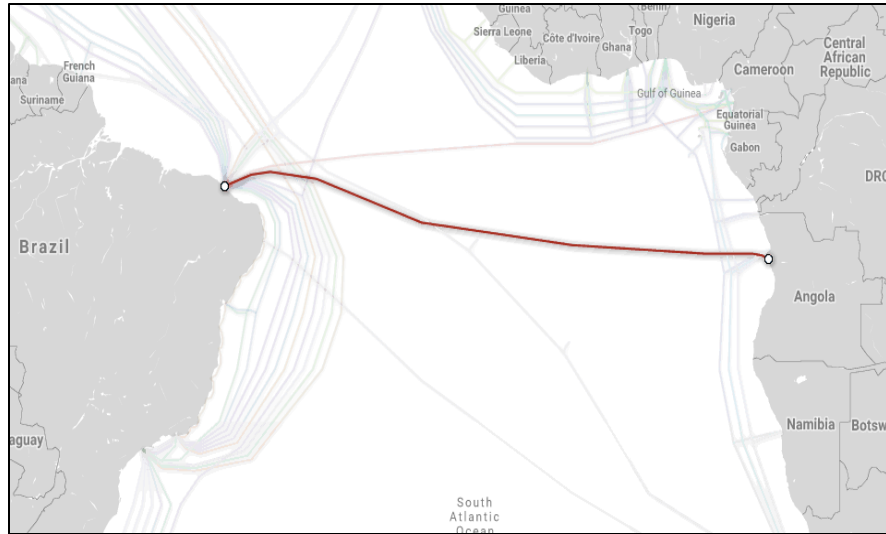 Guinea
Sierra Leone
Liberia
Côte d'Ivoire
Ghana
Togo
Benin
Nigeria
Cameroon
Central
African
Republic
French
Guiana
Suriname
Gulf of Guinea
Equatorial
Guinea
Gabon
DRC
Brazil
Angola
Namibia
Botsw
aguay
South
Atlantic
Ocean